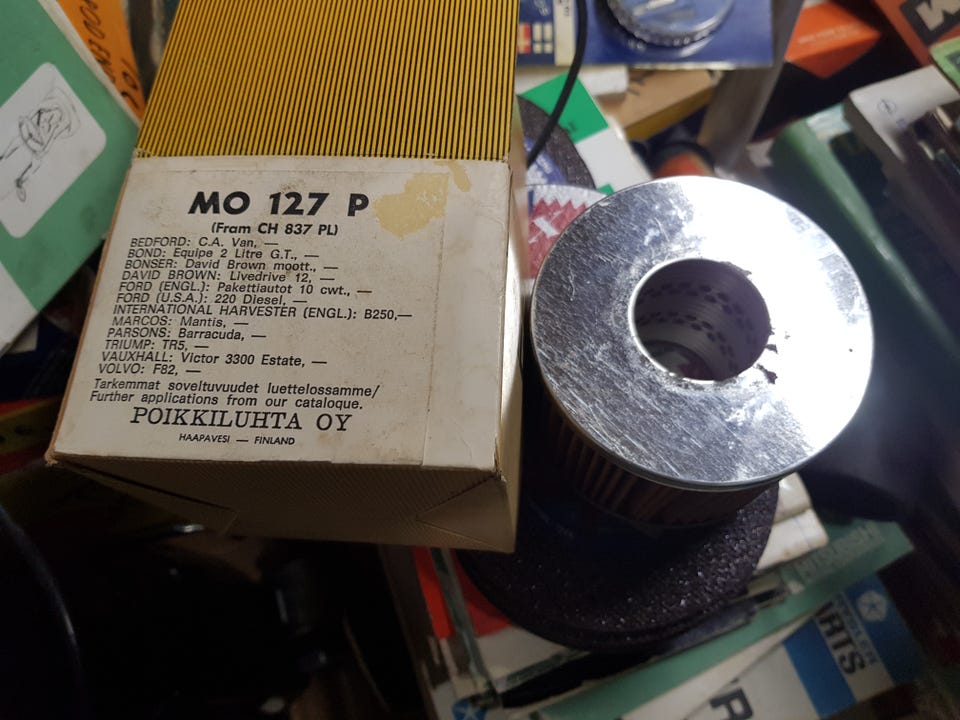 MO 127 P
(Fram CH 837 PL)
BEDFORD: C.A. Van, —
BOND: Equipe 2 Litre G.T., —
BONSER: David Brown moott., —
DAVID BROWN: Livedrive 12, —
FORD (ENGL.): Pakettiautot 10 cwt., —
FORD (U.S.A.): 220 Diesel, —
INTERNATIONAL HARVESTER (ENGL.): B250,—
MARCOS: Mantis, —
PARSONS: Barracuda, —
TRIUMP: TR5, —
VAUXHALL: Victor 3300 Estate, —
VOLVO: F82, —
Tarkemmat soveltuvuudet luettelossamme/
Further applications from our cataloque.
POIKKILUHTA OY
HAAPAVESI — FINLAND